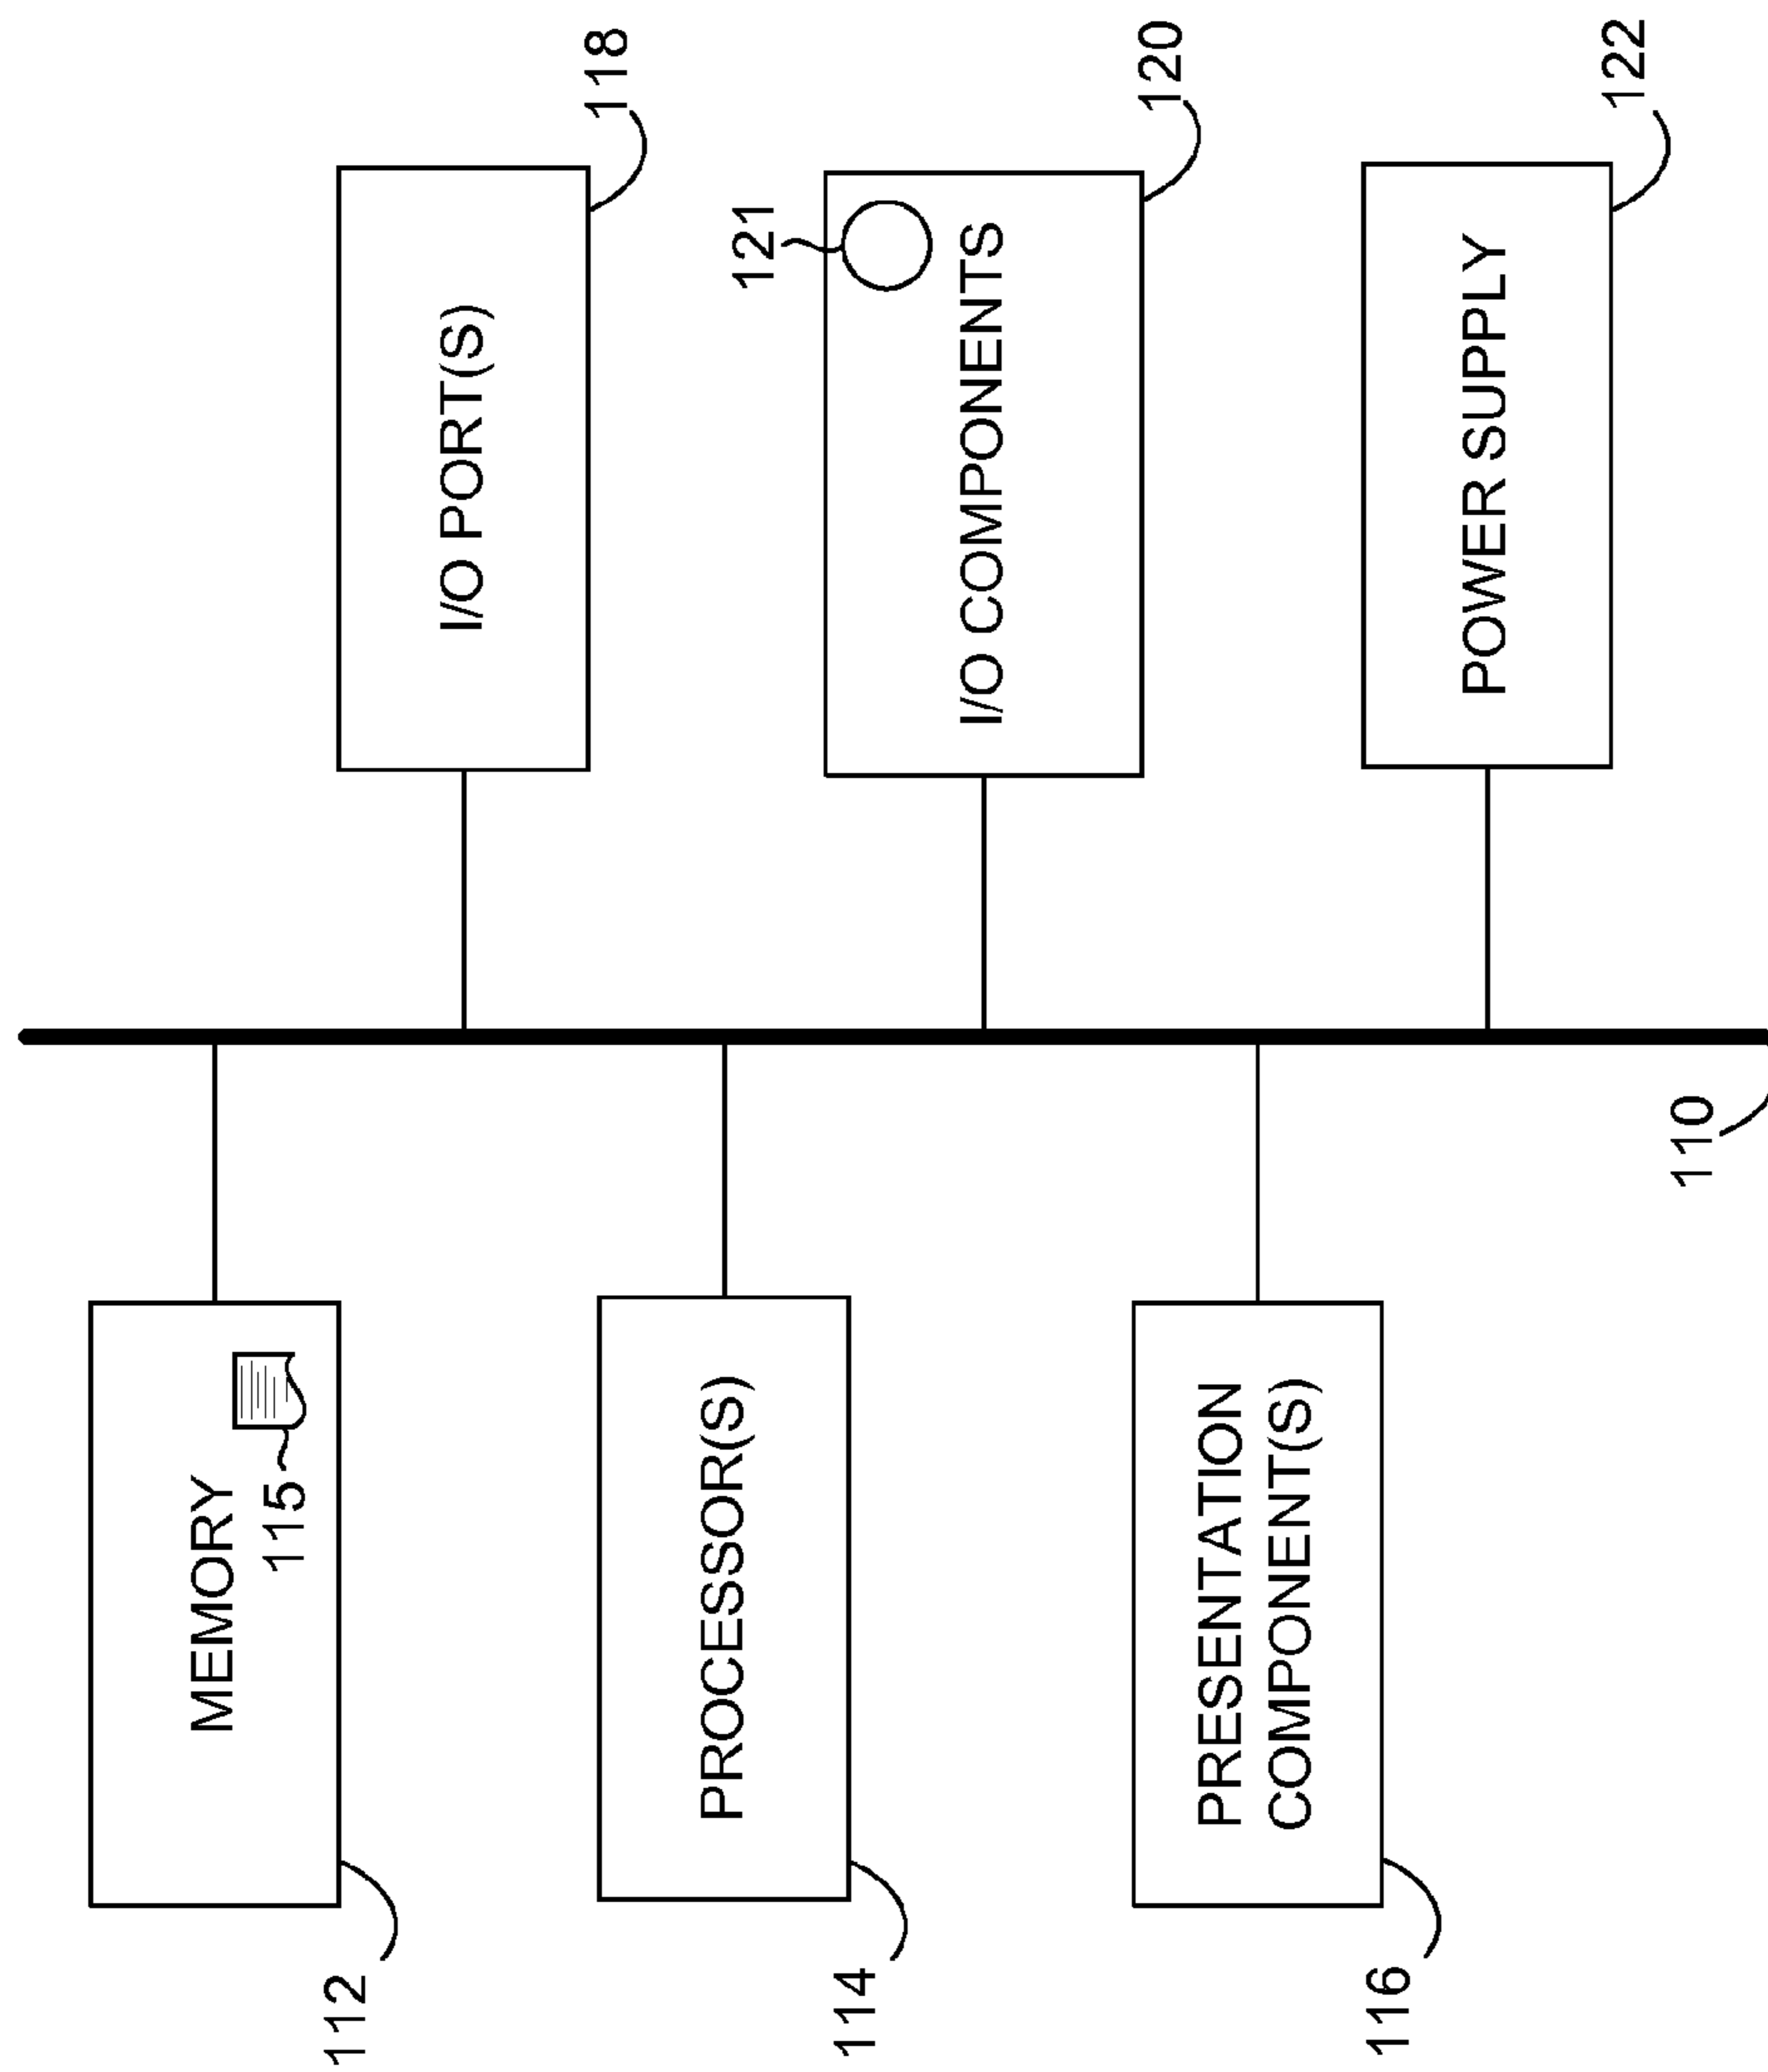 MEMORY
115
112
I/O PORT(S)
118
PROCESSOR(S)
114
121
I/O COMPONENTS
120
PRESENTATION
COMPONENT(S)
116
POWER SUPPLY
122
110